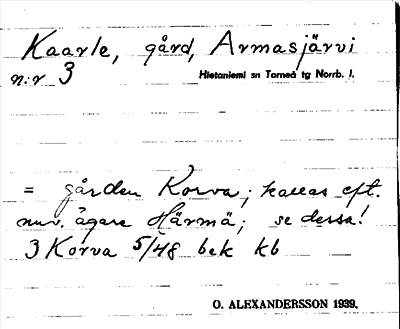 Kaarle, gård, Armasjärvi
n:r 3 Hietaniemi sn Torneå tg Norrb. l.
= gården Korva; kallas eft.
nuv. ägare Härmä; se dessa!
3 Korva 5/48 bek kb
O. ALEXANDERSSON 1939.